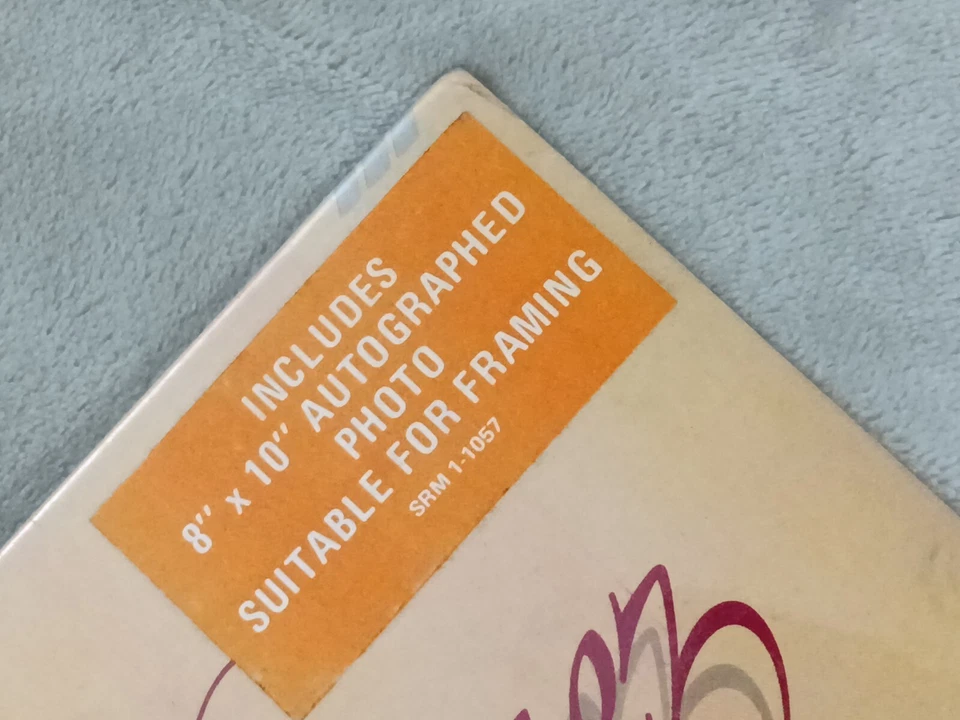 INCLUDES
8" x 10" AUTOGRAPHED
PHOTO
SUITABLE FOR FRAMING
SRM 1-1057